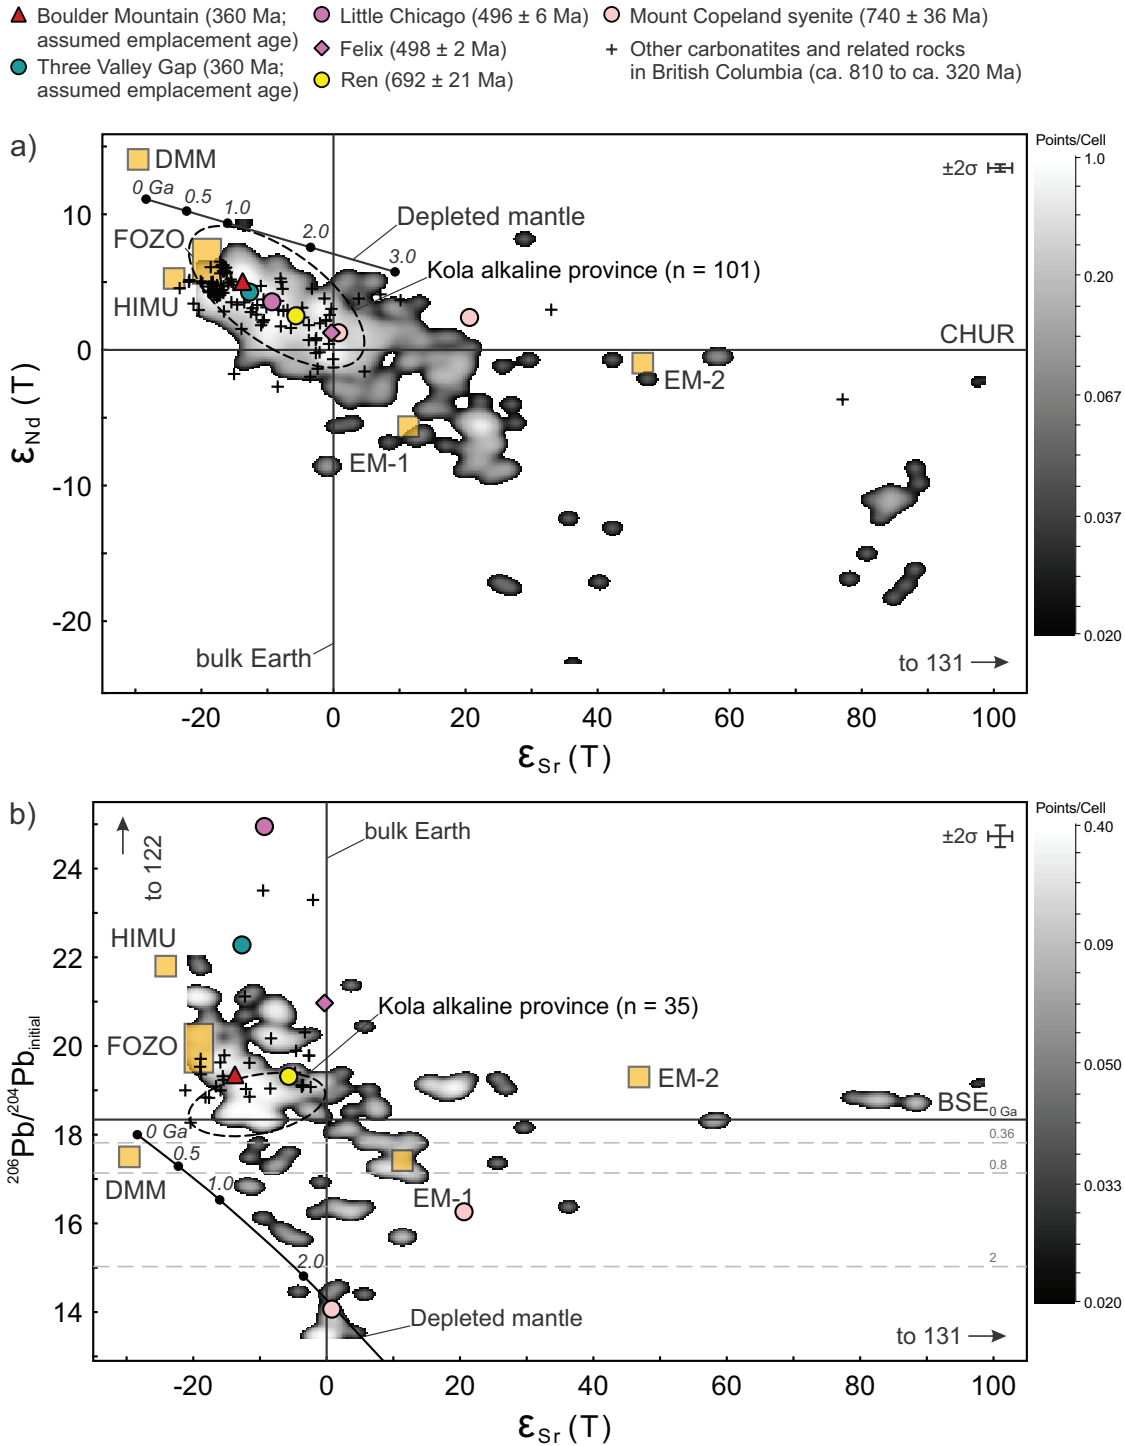 Boulder Mountain (360 Ma;
assumed emplacement age)
Three Valley Gap (360 Ma;
assumed emplacement age)
Little Chicago (496 ± 6 Ma)
Felix (498 ± 2 Ma)
Ren (692 ± 21 Ma)
Mount Copeland syenite (740 ± 36 Ma)
Other carbonatites and related rocks
in British Columbia (ca. 810 to ca. 320 Ma)
a)
DMM
0 Ga
0.5
1.0
2.0
3.0
Depleted mantle
FOZO
Kola alkaline province (n = 101)
HIMU
CHUR
EM-2
EM-1
bulk Earth
to 131
±2σ
Points/Cell
1.0
0.20
0.067
0.037
0.020
10
0
-10
-20
εNd (T)
-20 0 20 40 60 80 100
εSr (T)
b)
to 122
bulk Earth
±2σ
Points/Cell
0.40
0.09
0.050
0.033
0.020
HIMU
Kola alkaline province (n = 35)
FOZO
EM-2
BSE0 Ga
0.36
0.8
2
0 Ga
0.5
1.0
2.0
DMM
EM-1
Depleted mantle
to 131
24
22
20
18
16
14
206Pb/204Pbinitial
-20 0 20 40 60 80 100
εSr (T)